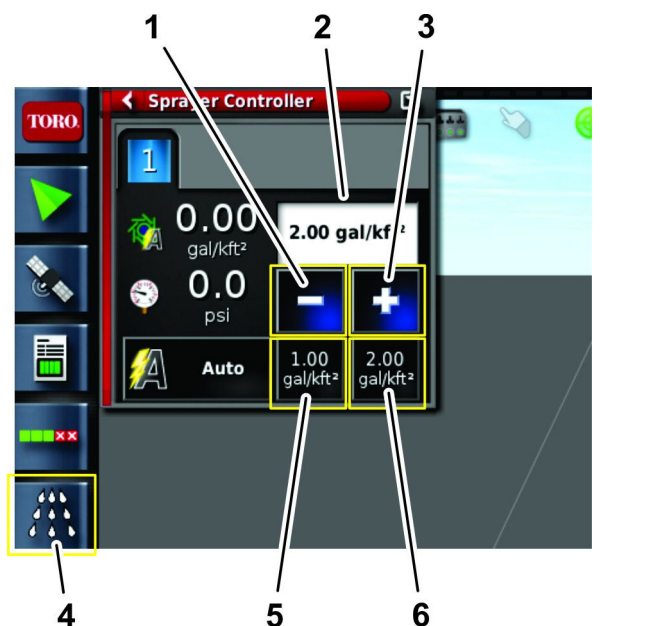 1 2 3
TORO.
Sprayer Controller
1
0.00
gal/kft²
2.00 gal/kft²
0.0
psi
A Auto
1.00
gal/kft²
2.00
gal/kft²
4 5 6